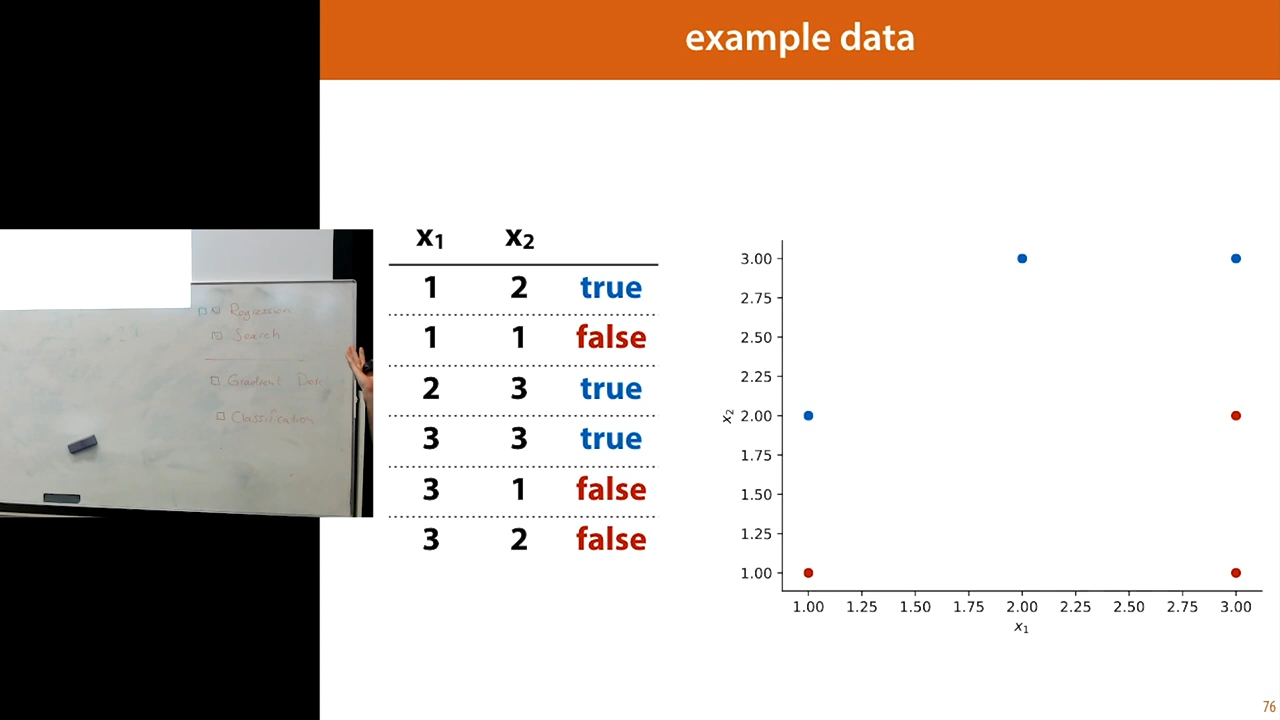 example data
Regression
Search
Gradient
Classification
x₁ x₂
1 2 true
1 1 false
2 3 true
3 3 true
3 1 false
3 2 false
3.00
2.75
2.50
2.25
2.00
1.75
1.50
1.25
1.00
x₂
1.00 1.25 1.50 1.75 2.00 2.25 2.50 2.75 3.00
x₁
76